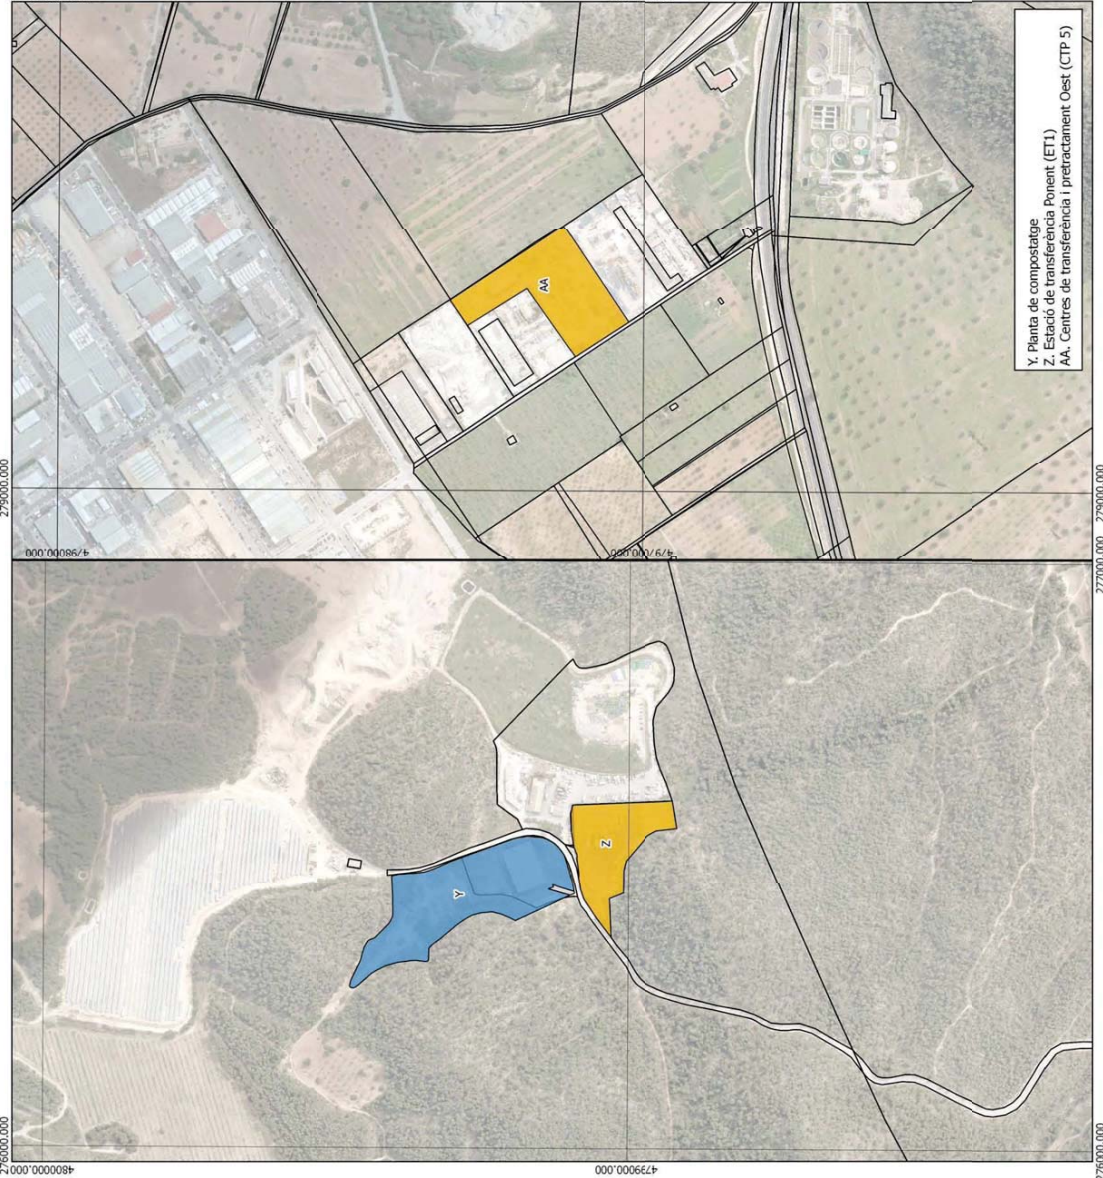 279000.000
4798000.000
AA
4797000.000
Y. Planta de compostatge
Z. Estació de transferència Ponent (ET1)
AA. Centres de transferència i pretractament Oest (CTP 5)
279000.000
277000.000
Y
Z
276000.000
4800000.000
4799000.000
276000.000